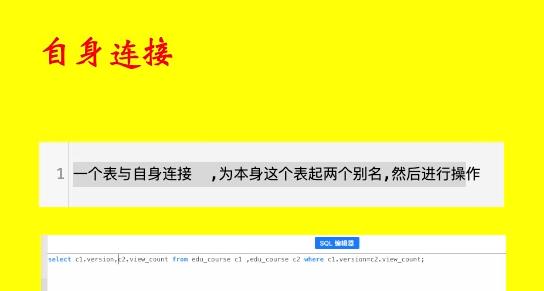 自身连接
1 一个表与自身连接 ,为本身这个表起两个别名,然后进行操作
SQL 编辑器
select c1.version,c2.view_count from edu_course c1 ,edu_course c2 where c1.version=c2.view_count;